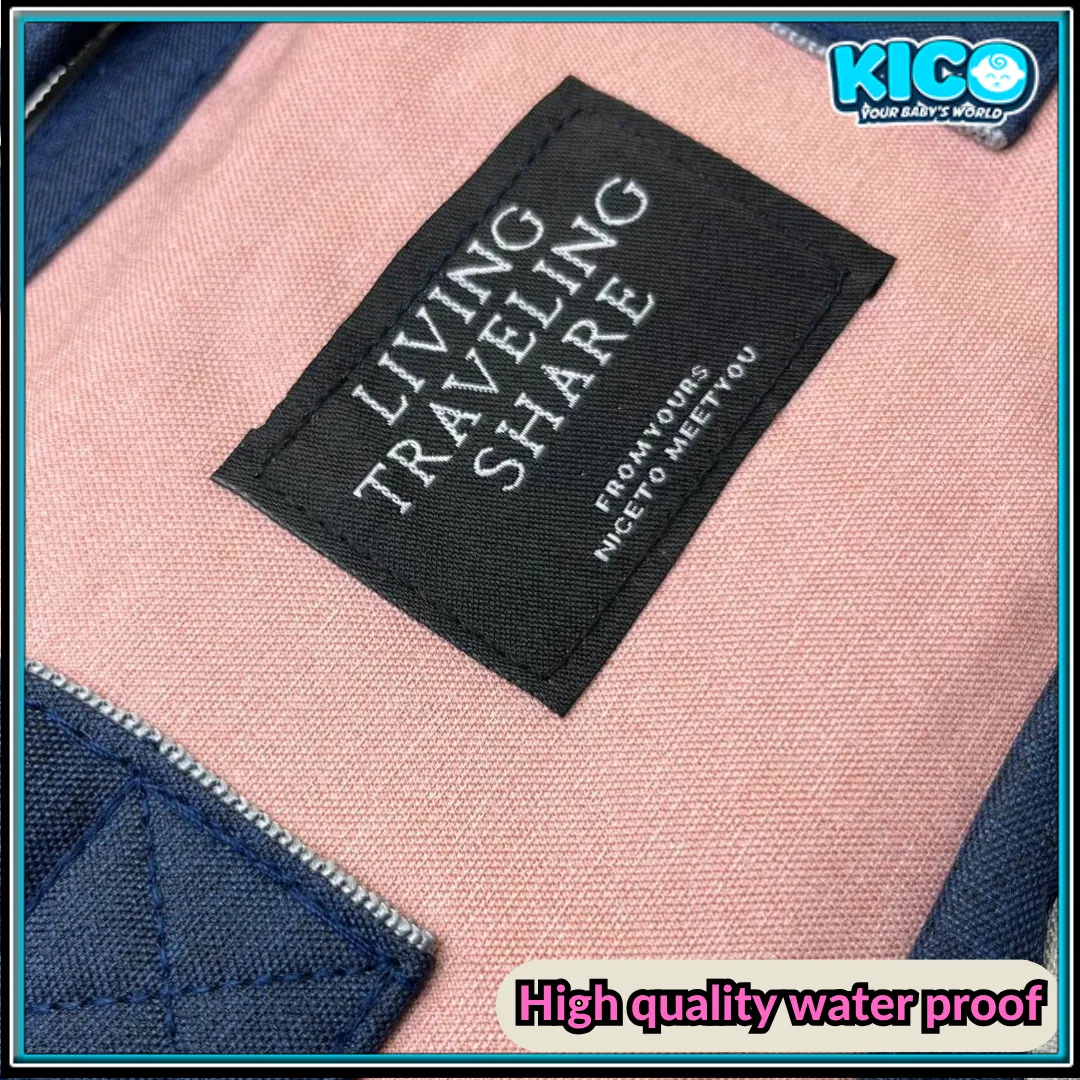 KICO
YOUR BABY'S WORLD
LIVING
TRAVELING
SHARE
FROMYOURS
NICETO MEETYOU
High quality water proof